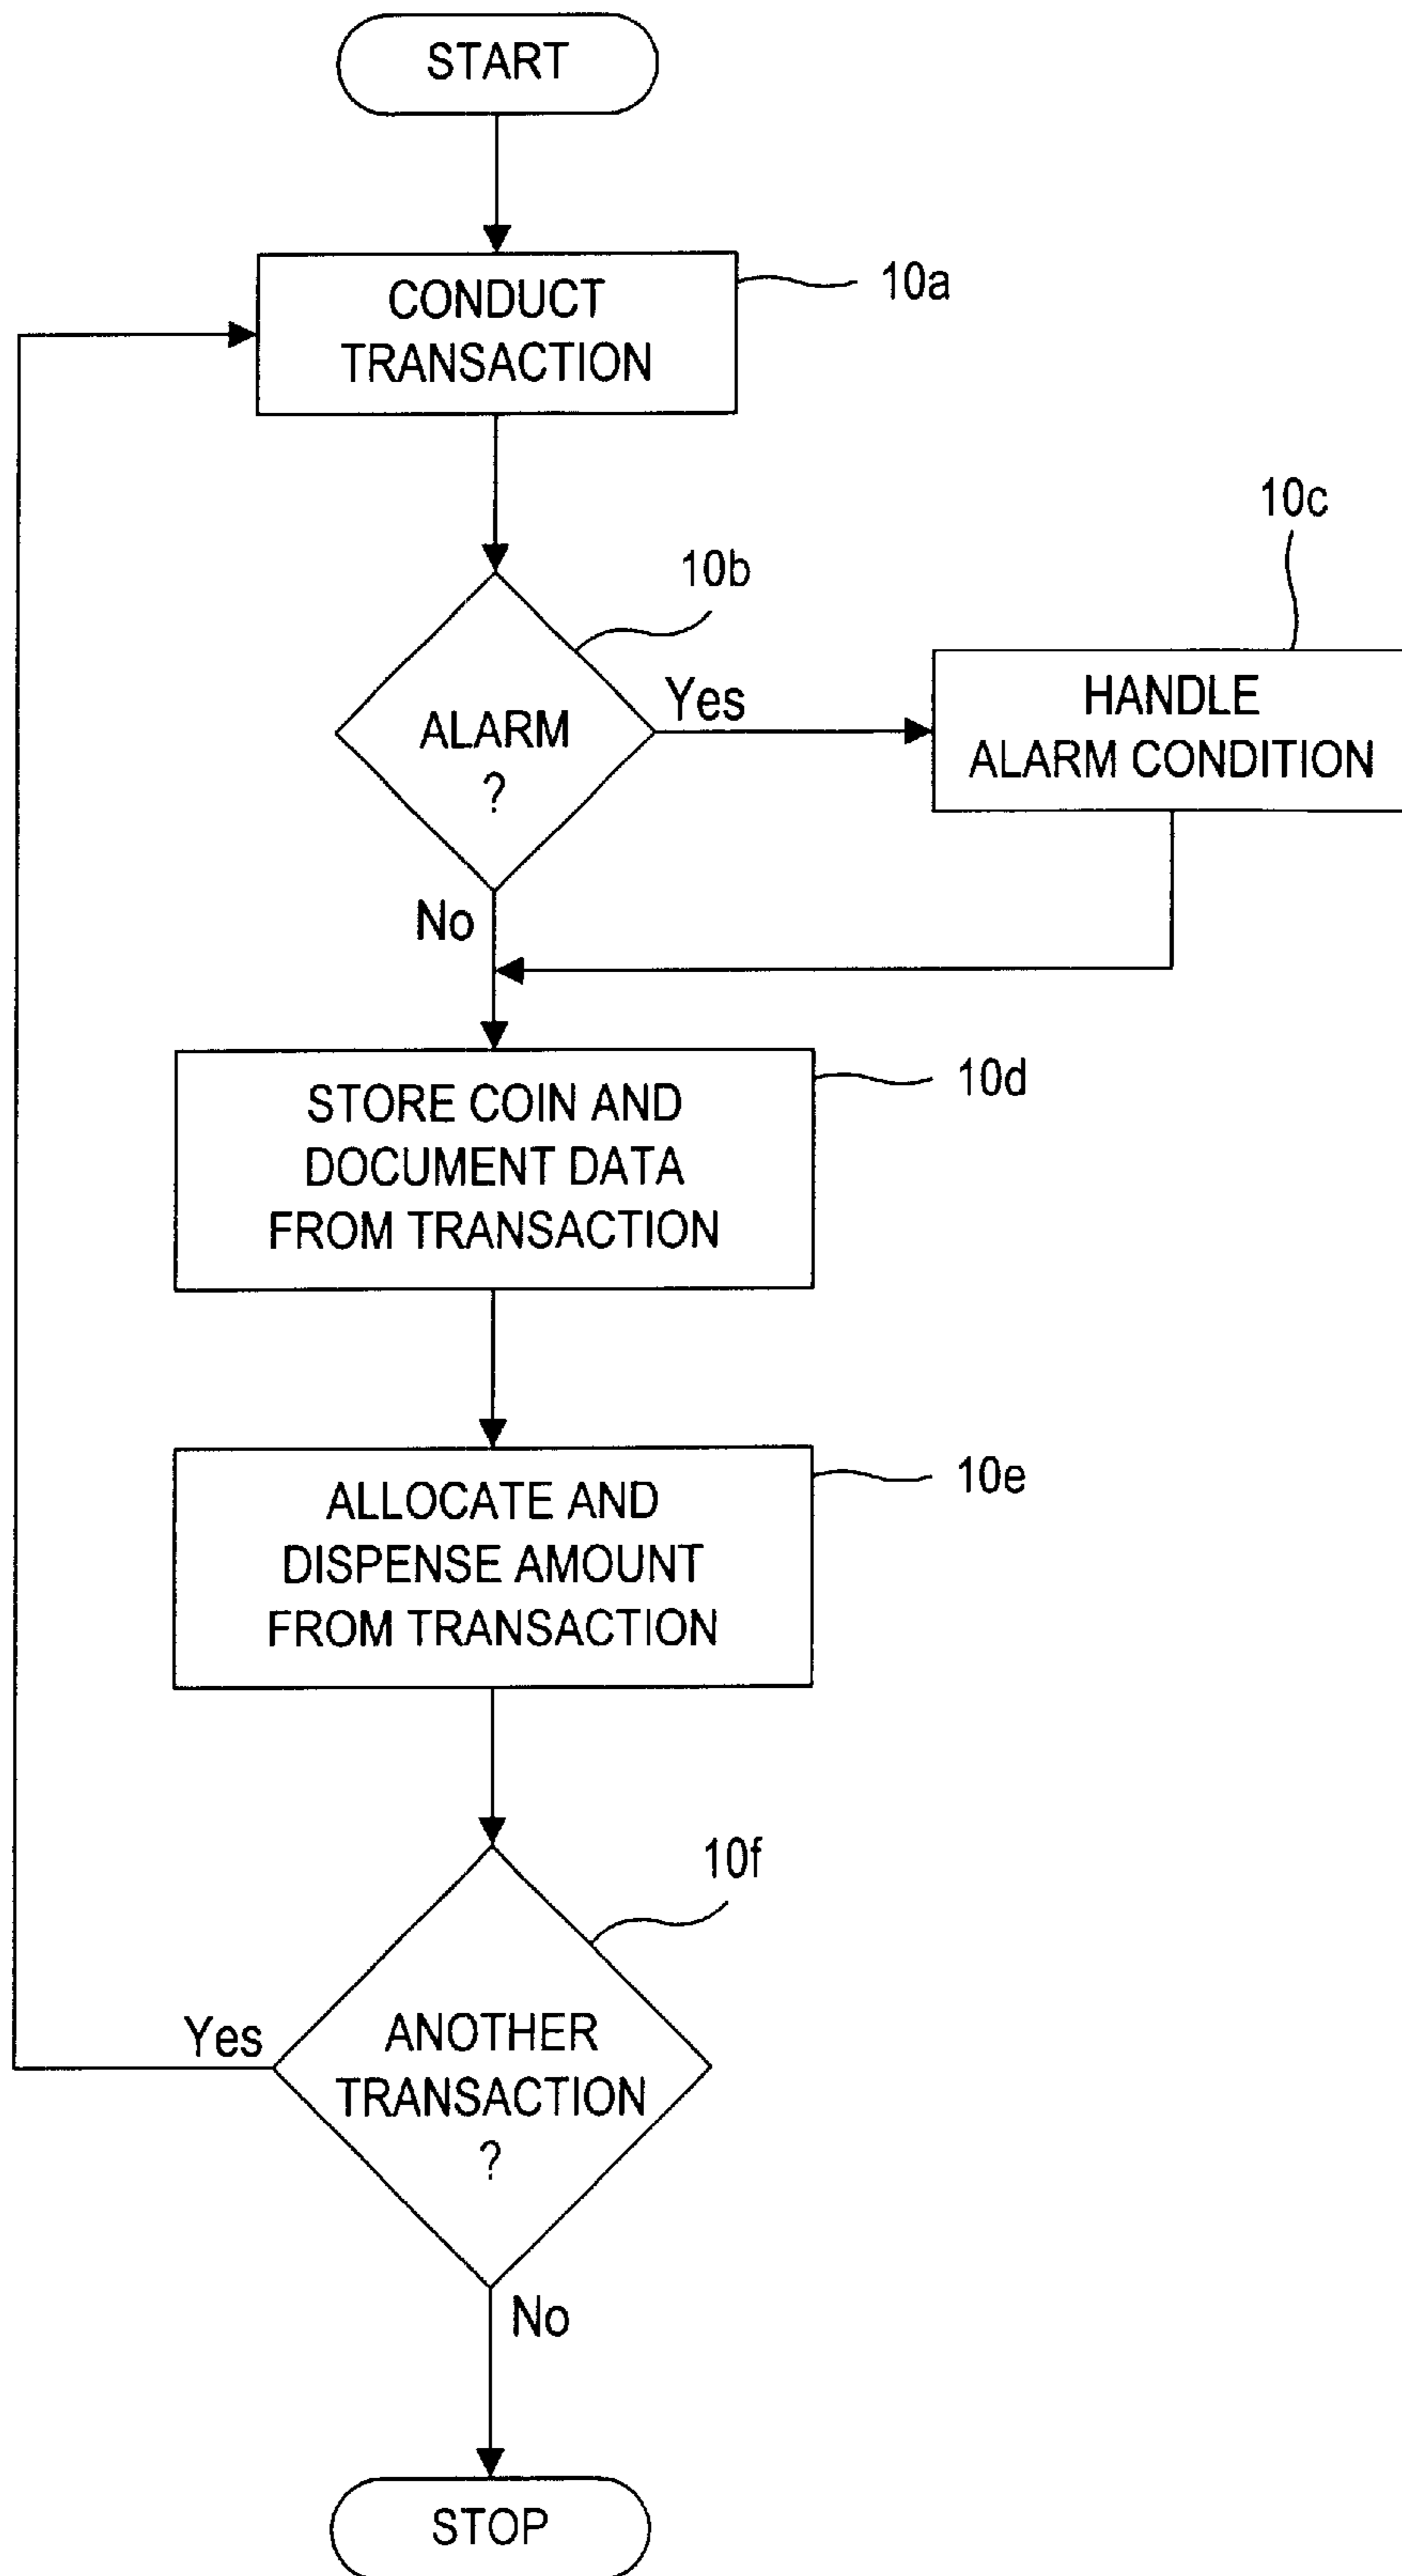 START
CONDUCT
TRANSACTION
10a
10b
ALARM
?
Yes
No
10c
HANDLE
ALARM CONDITION
STORE COIN AND
DOCUMENT DATA
FROM TRANSACTION
10d
ALLOCATE AND
DISPENSE AMOUNT
FROM TRANSACTION
10e
10f
ANOTHER
TRANSACTION
?
Yes
No
STOP